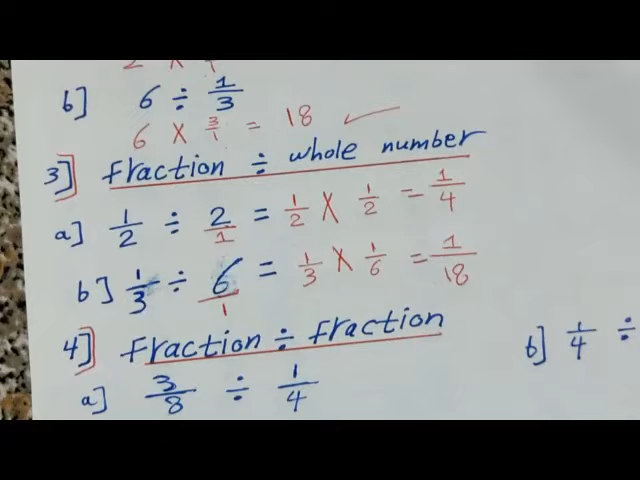 b] 6 ÷ 1/3
6 X 3/1 = 18 ✓
3] fraction ÷ whole number
a] 1/2 ÷ 2/1 = 1/2 X 1/2 = 1/4
b] 1/3 ÷ 6/1 = 1/3 X 1/6 = 1/18
4] fraction ÷ fraction
a] 3/8 ÷ 1/4
b] 1/4 ÷